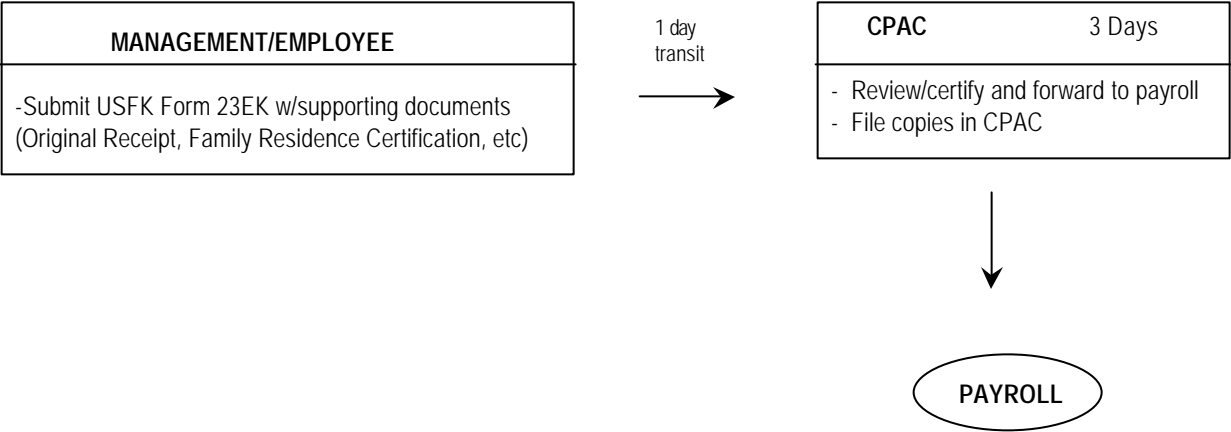 MANAGEMENT/EMPLOYEE
-Submit USFK Form 23EK w/supporting documents
(Original Receipt, Family Residence Certification, etc)
1 day
transit
CPAC 3 Days
- Review/certify and forward to payroll
- File copies in CPAC
PAYROLL